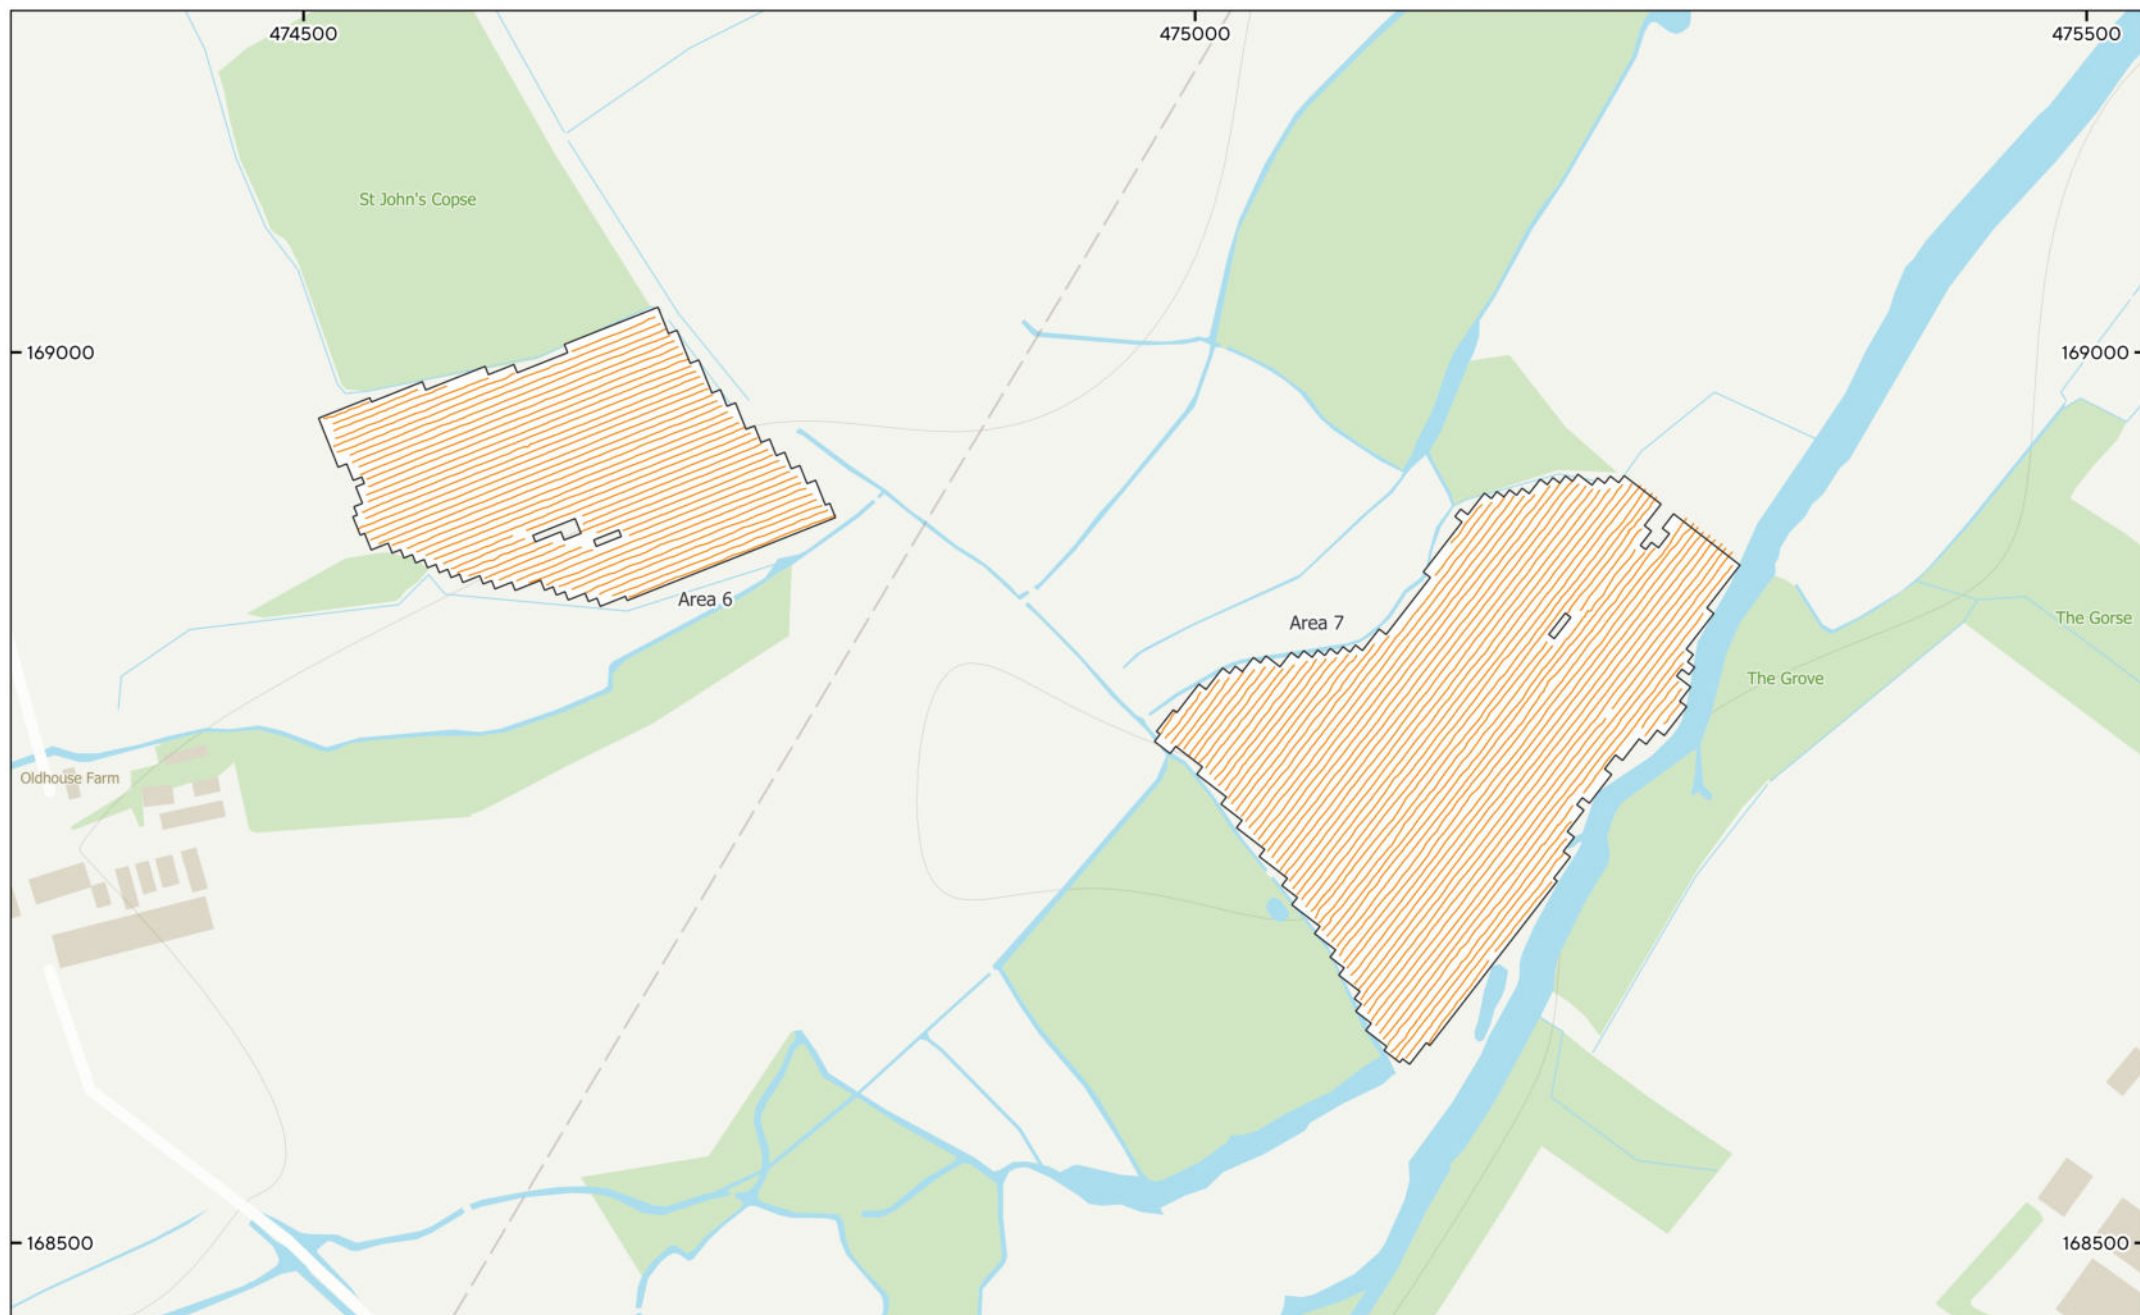 474500
475000
475500
St John's Copse
169000
169000
Area 6
Area 7
The Gorse
The Grove
Oldhouse Farm
168500
168500